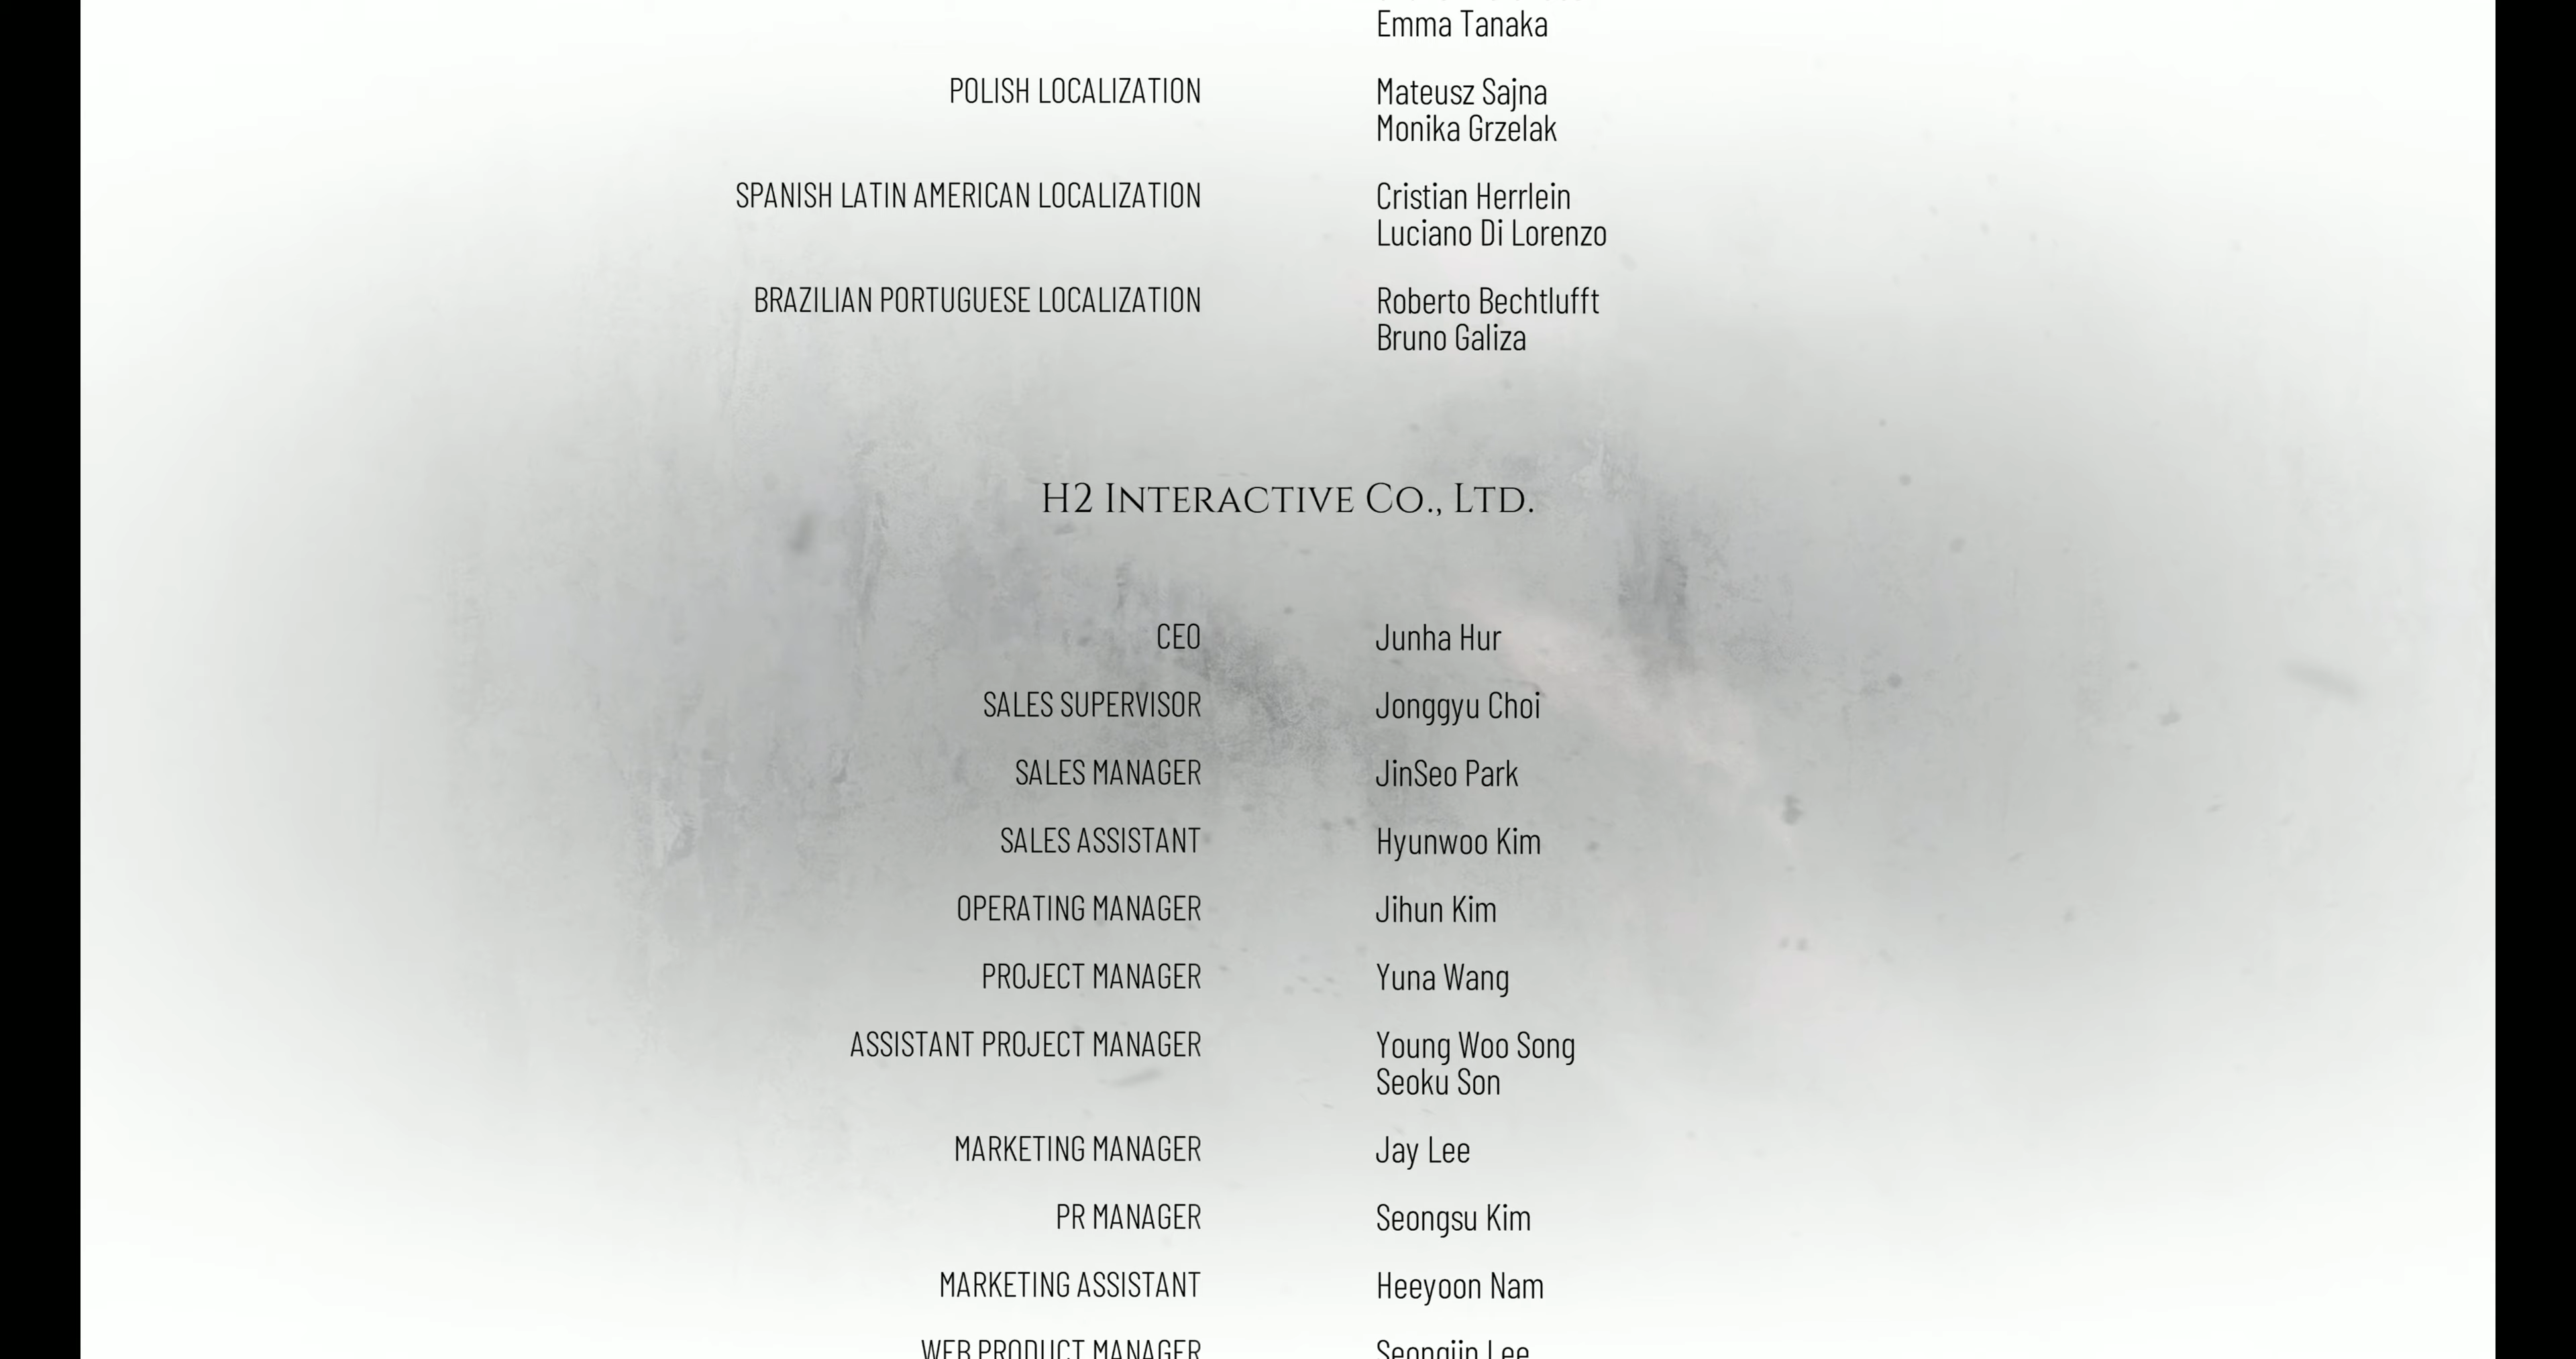 Emma Tanaka
POLISH LOCALIZATION Mateusz Sajna
Monika Grzelak
SPANISH LATIN AMERICAN LOCALIZATION Cristian Herrlein
Luciano Di Lorenzo
BRAZILIAN PORTUGUESE LOCALIZATION Roberto Bechtlufft
Bruno Galiza
H2 Interactive Co., Ltd.
CEO Junha Hur
SALES SUPERVISOR Jonggyu Choi
SALES MANAGER JinSeo Park
SALES ASSISTANT Hyunwoo Kim
OPERATING MANAGER Jihun Kim
PROJECT MANAGER Yuna Wang
ASSISTANT PROJECT MANAGER Young Woo Song
Seoku Son
MARKETING MANAGER Jay Lee
PR MANAGER Seongsu Kim
MARKETING ASSISTANT Heeyoon Nam
WEB PRODUCT MANAGER Seongjin Lee